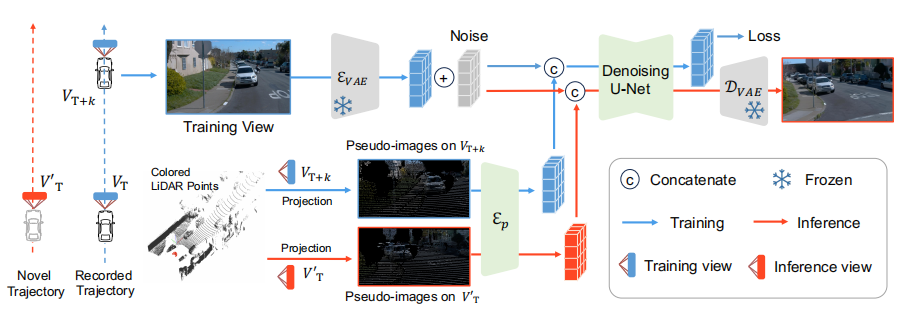 V_{T+k}
V'_T
V_T
Novel
Trajectory
Recorded
Trajectory
Training View
ℰ_{VAE}
+
Noise
Colored
LiDAR Points
V_{T+k}
Projection
Projection
V'_T
Pseudo-images on V_{T+k}
Pseudo-images on V'_T
ℰ_p
C
C
Denoising
U-Net
Loss
𝒟_{VAE}
C Concatenate
Frozen
Training
Inference
Training view
Inference view